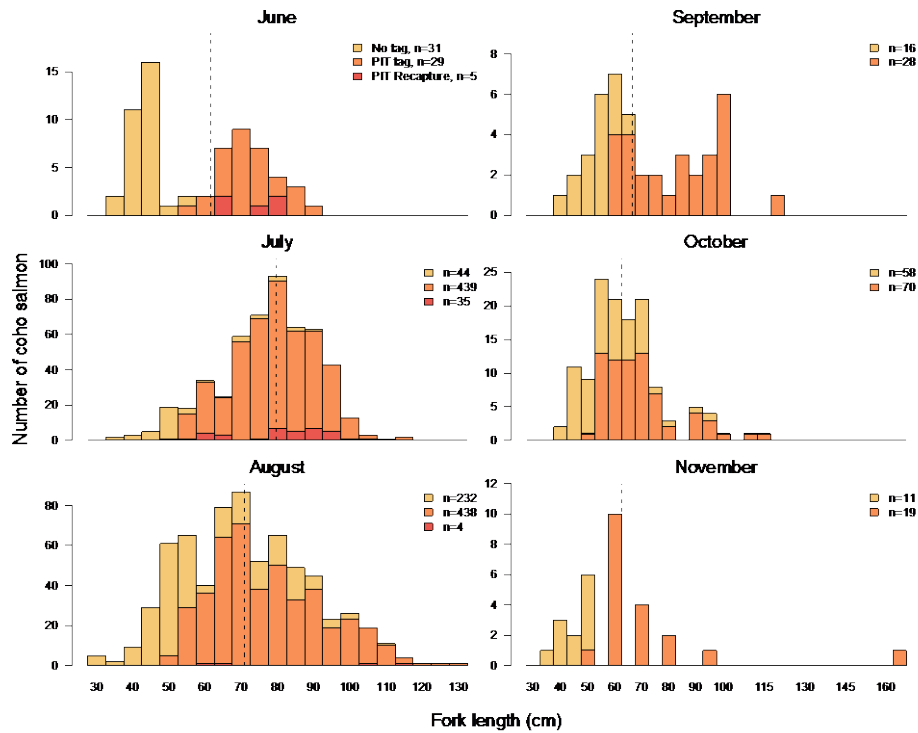 June
No tag, n=31
PIT tag, n=29
PIT Recapture, n=5
15
10
5
0
September
n=16
n=28
8
6
4
2
0
July
n=44
n=439
n=35
100
80
60
40
20
0
October
n=58
n=70
25
20
15
10
5
0
Number of coho salmon
August
n=232
n=438
n=4
80
60
40
20
0
30 40 50 60 70 80 90 100 110 120 130
November
n=11
n=19
12
10
8
6
4
2
0
30 40 50 60 70 80 90 100 115 130 145 160
Fork length (cm)